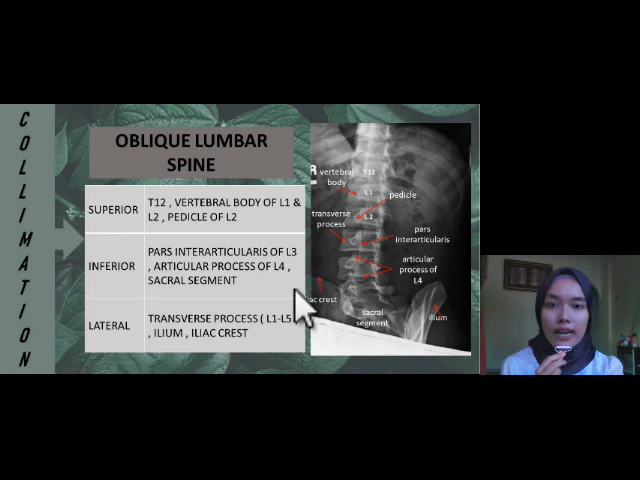 COLLIMATION
OBLIQUE LUMBAR
SPINE
SUPERIOR
T12 , VERTEBRAL BODY OF L1 &
L2 , PEDICLE OF L2
INFERIOR
PARS INTERARTICULARIS OF L3
, ARTICULAR PROCESS OF L4 ,
SACRAL SEGMENT
LATERAL
TRANSVERSE PROCESS ( L1-L5
, ILIUM , ILIAC CREST
R
vertebral
body
T12
L1
pedicle
transverse
process
L2
pars
interarticularis
articular
process of
L4
iac crest
sacral
segment
ilium